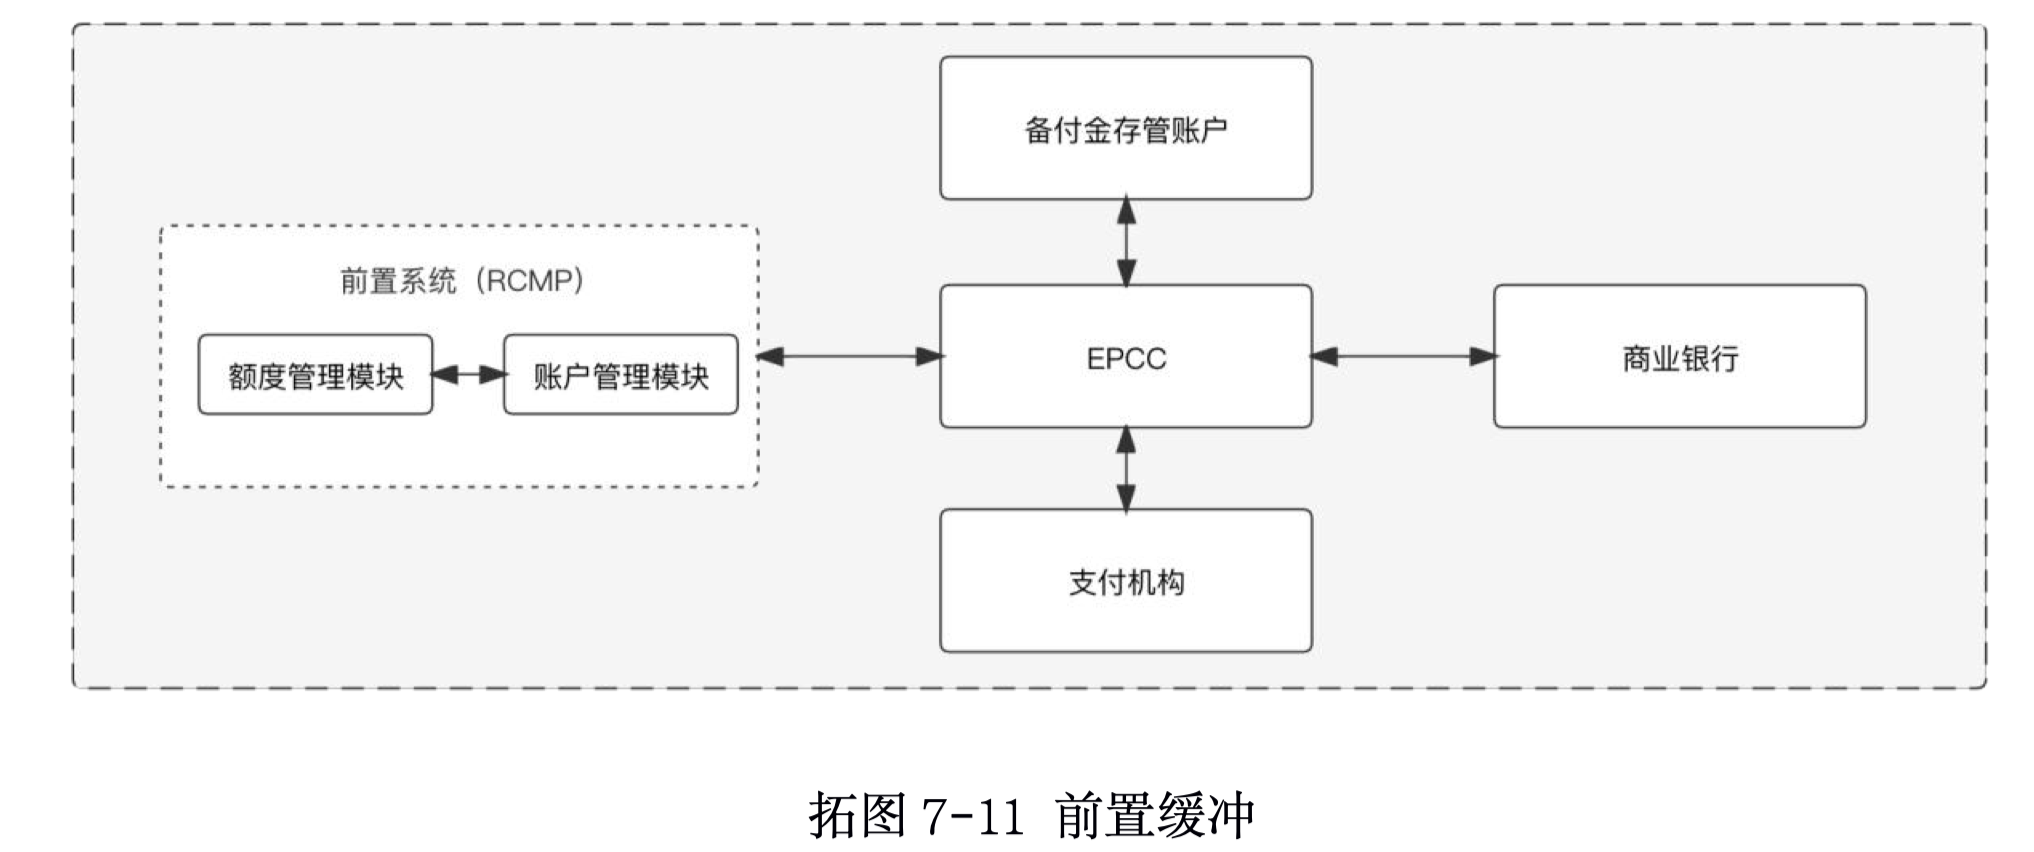 备付金存管账户
前置系统（RCMP）
额度管理模块
账户管理模块
EPCC
商业银行
支付机构
拓图 7-11 前置缓冲